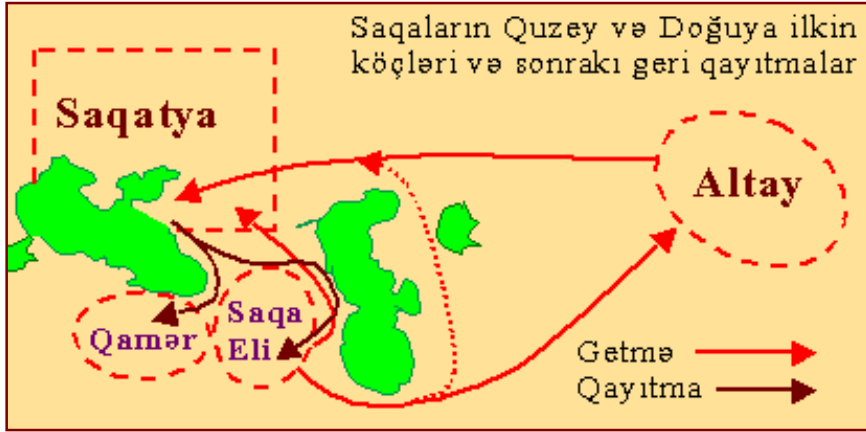 Saqaların Quzey və Doğuya ilkin
köçləri və sonrakı geri qayıtmalar
Saqatya
Altay
Qamər
Saqa
Eli
Getmə
Qayıtma